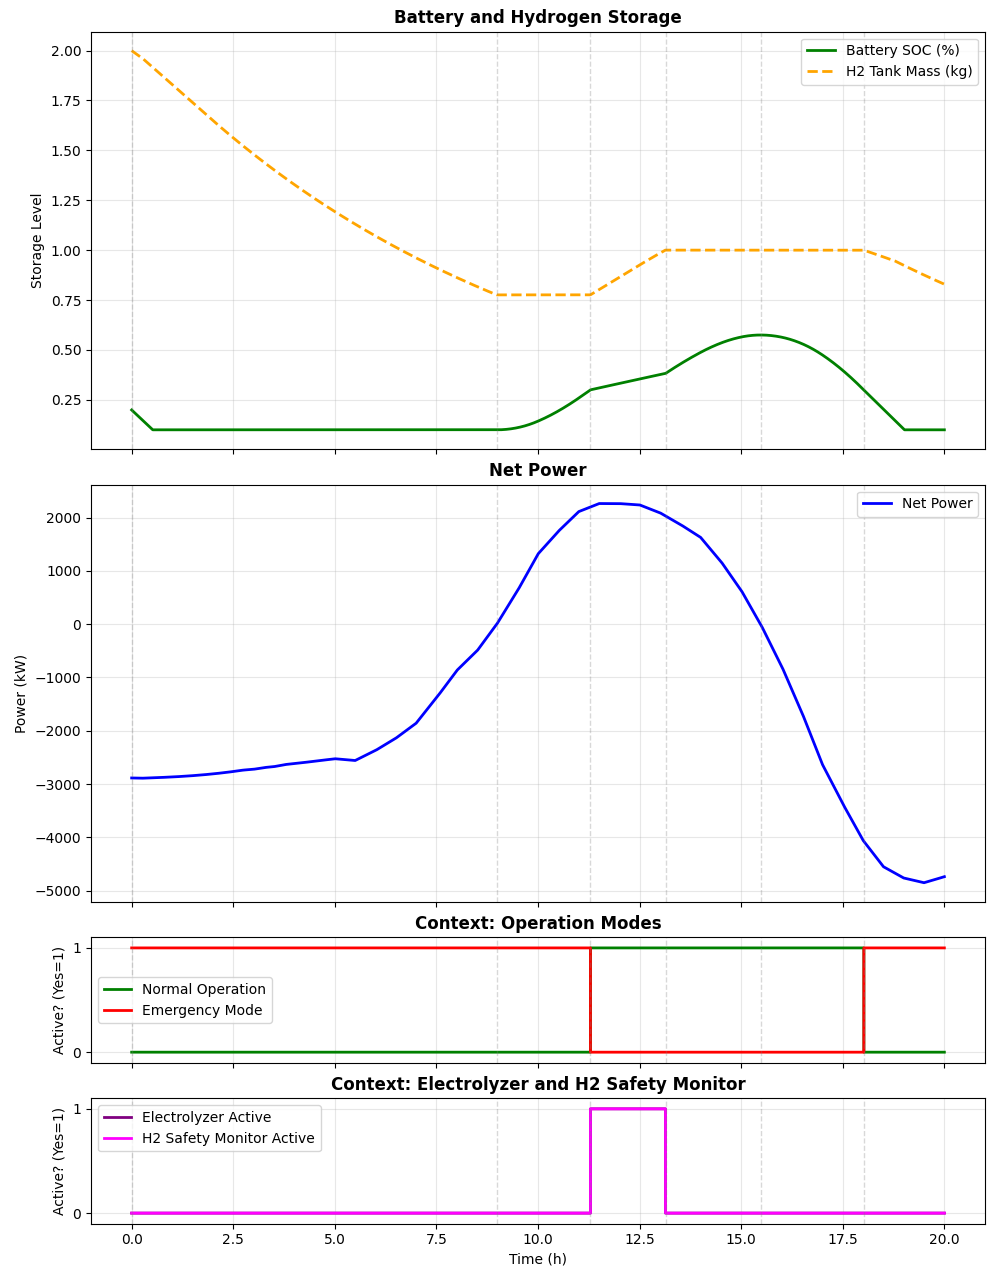 Battery and Hydrogen Storage
Battery SOC (%)
H2 Tank Mass (kg)
Storage Level
2.00
1.75
1.50
1.25
1.00
0.75
0.50
0.25
Net Power
Net Power
Power (kW)
2000
1000
0
−1000
−2000
−3000
−4000
−5000
Context: Operation Modes
Normal Operation
Emergency Mode
Active? (Yes=1)
1
0
Context: Electrolyzer and H2 Safety Monitor
Electrolyzer Active
H2 Safety Monitor Active
Active? (Yes=1)
1
0
0.0 2.5 5.0 7.5 10.0 12.5 15.0 17.5 20.0
Time (h)